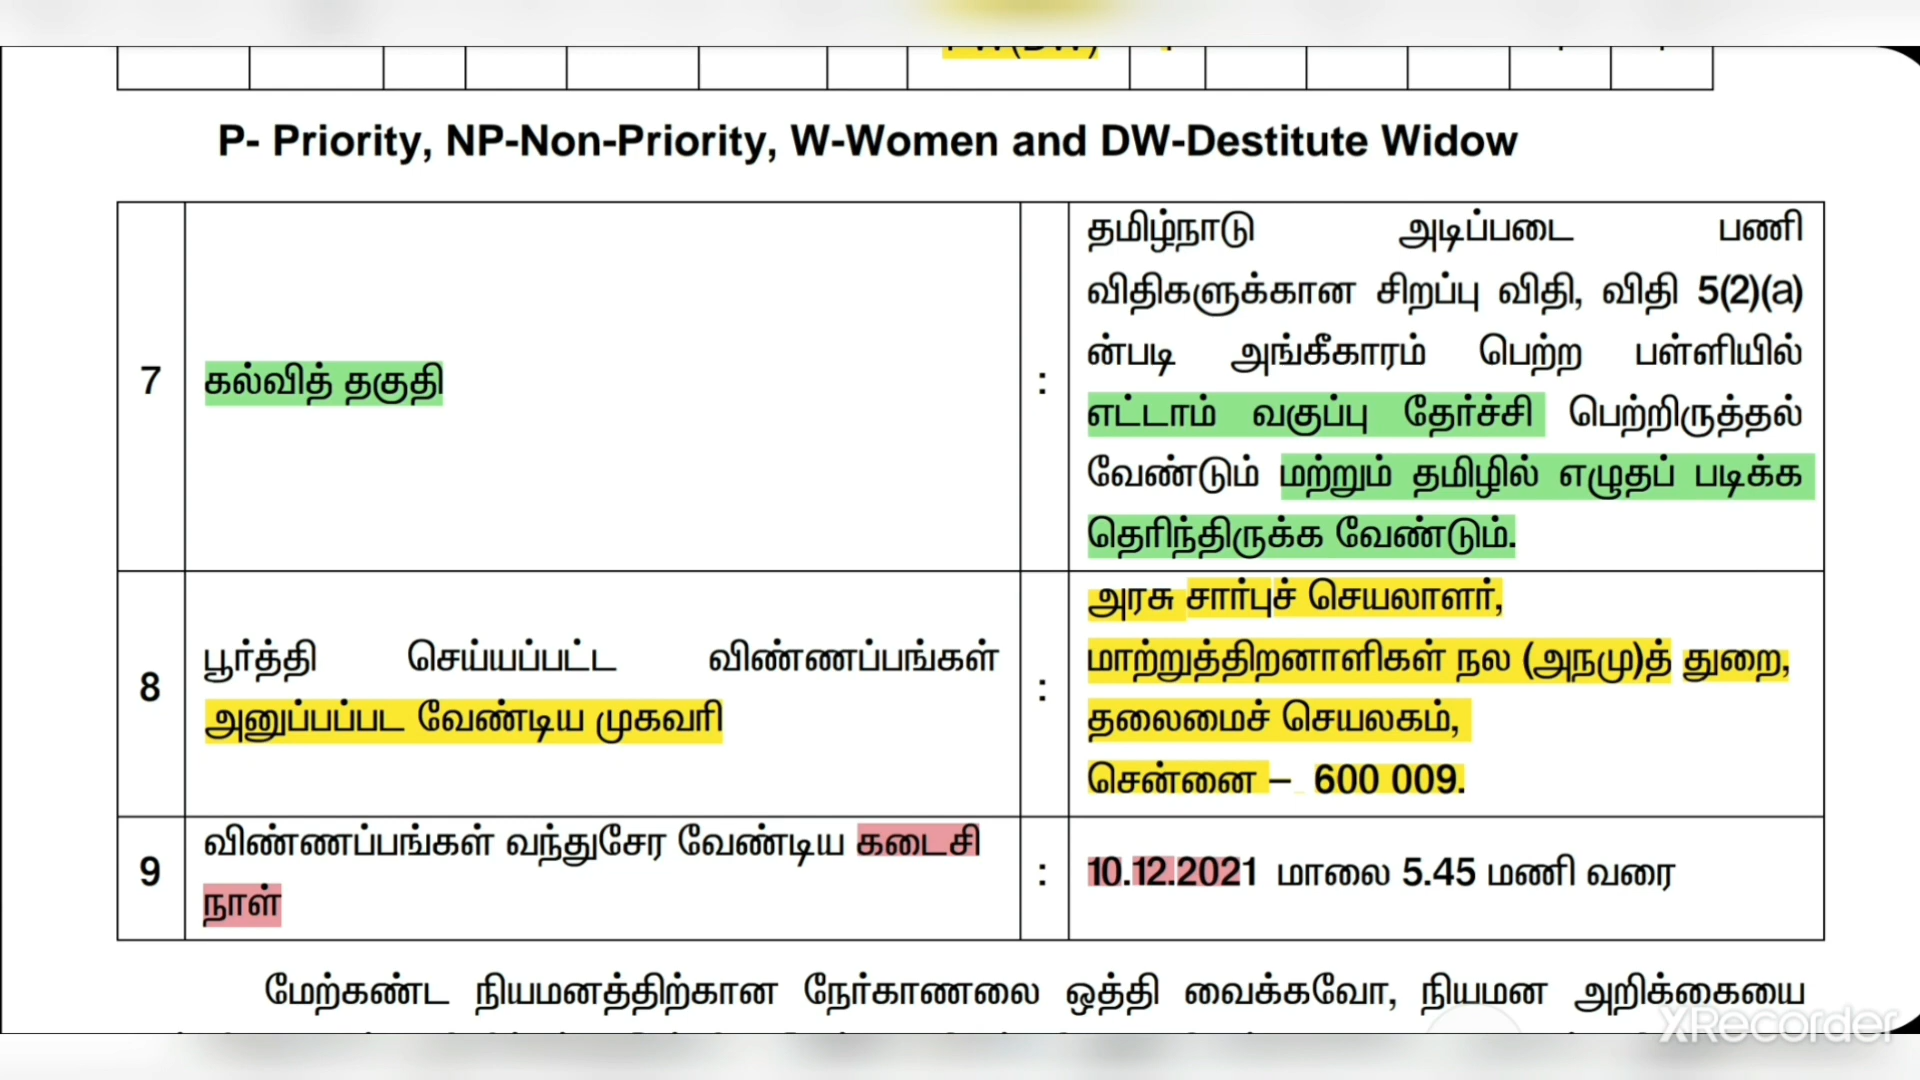 P- Priority, NP-Non-Priority, W-Women and DW-Destitute Widow
7
கல்வித் தகுதி
:
தமிழ்நாடு அடிப்படை பணி
விதிகளுக்கான சிறப்பு விதி, விதி 5(2)(a)
ன்படி அங்கீகாரம் பெற்ற பள்ளியில்
எட்டாம் வகுப்பு தேர்ச்சி பெற்றிருத்தல்
வேண்டும் மற்றும் தமிழில் எழுதப் படிக்க
தெரிந்திருக்க வேண்டும்.
8
பூர்த்தி செய்யப்பட்ட விண்ணப்பங்கள்
அனுப்பப்பட வேண்டிய முகவரி
:
அரசு சார்புச் செயலாளர்,
மாற்றுத்திறனாளிகள் நல (அநமு)த் துறை,
தலைமைச் செயலகம்,
சென்னை – 600 009.
9
விண்ணப்பங்கள் வந்துசேர வேண்டிய கடைசி
நாள்
:
10.12.2021 மாலை 5.45 மணி வரை
மேற்கண்ட நியமனத்திற்கான நேர்காணலை ஒத்தி வைக்கவோ, நியமன அறிக்கையை
XRecorder